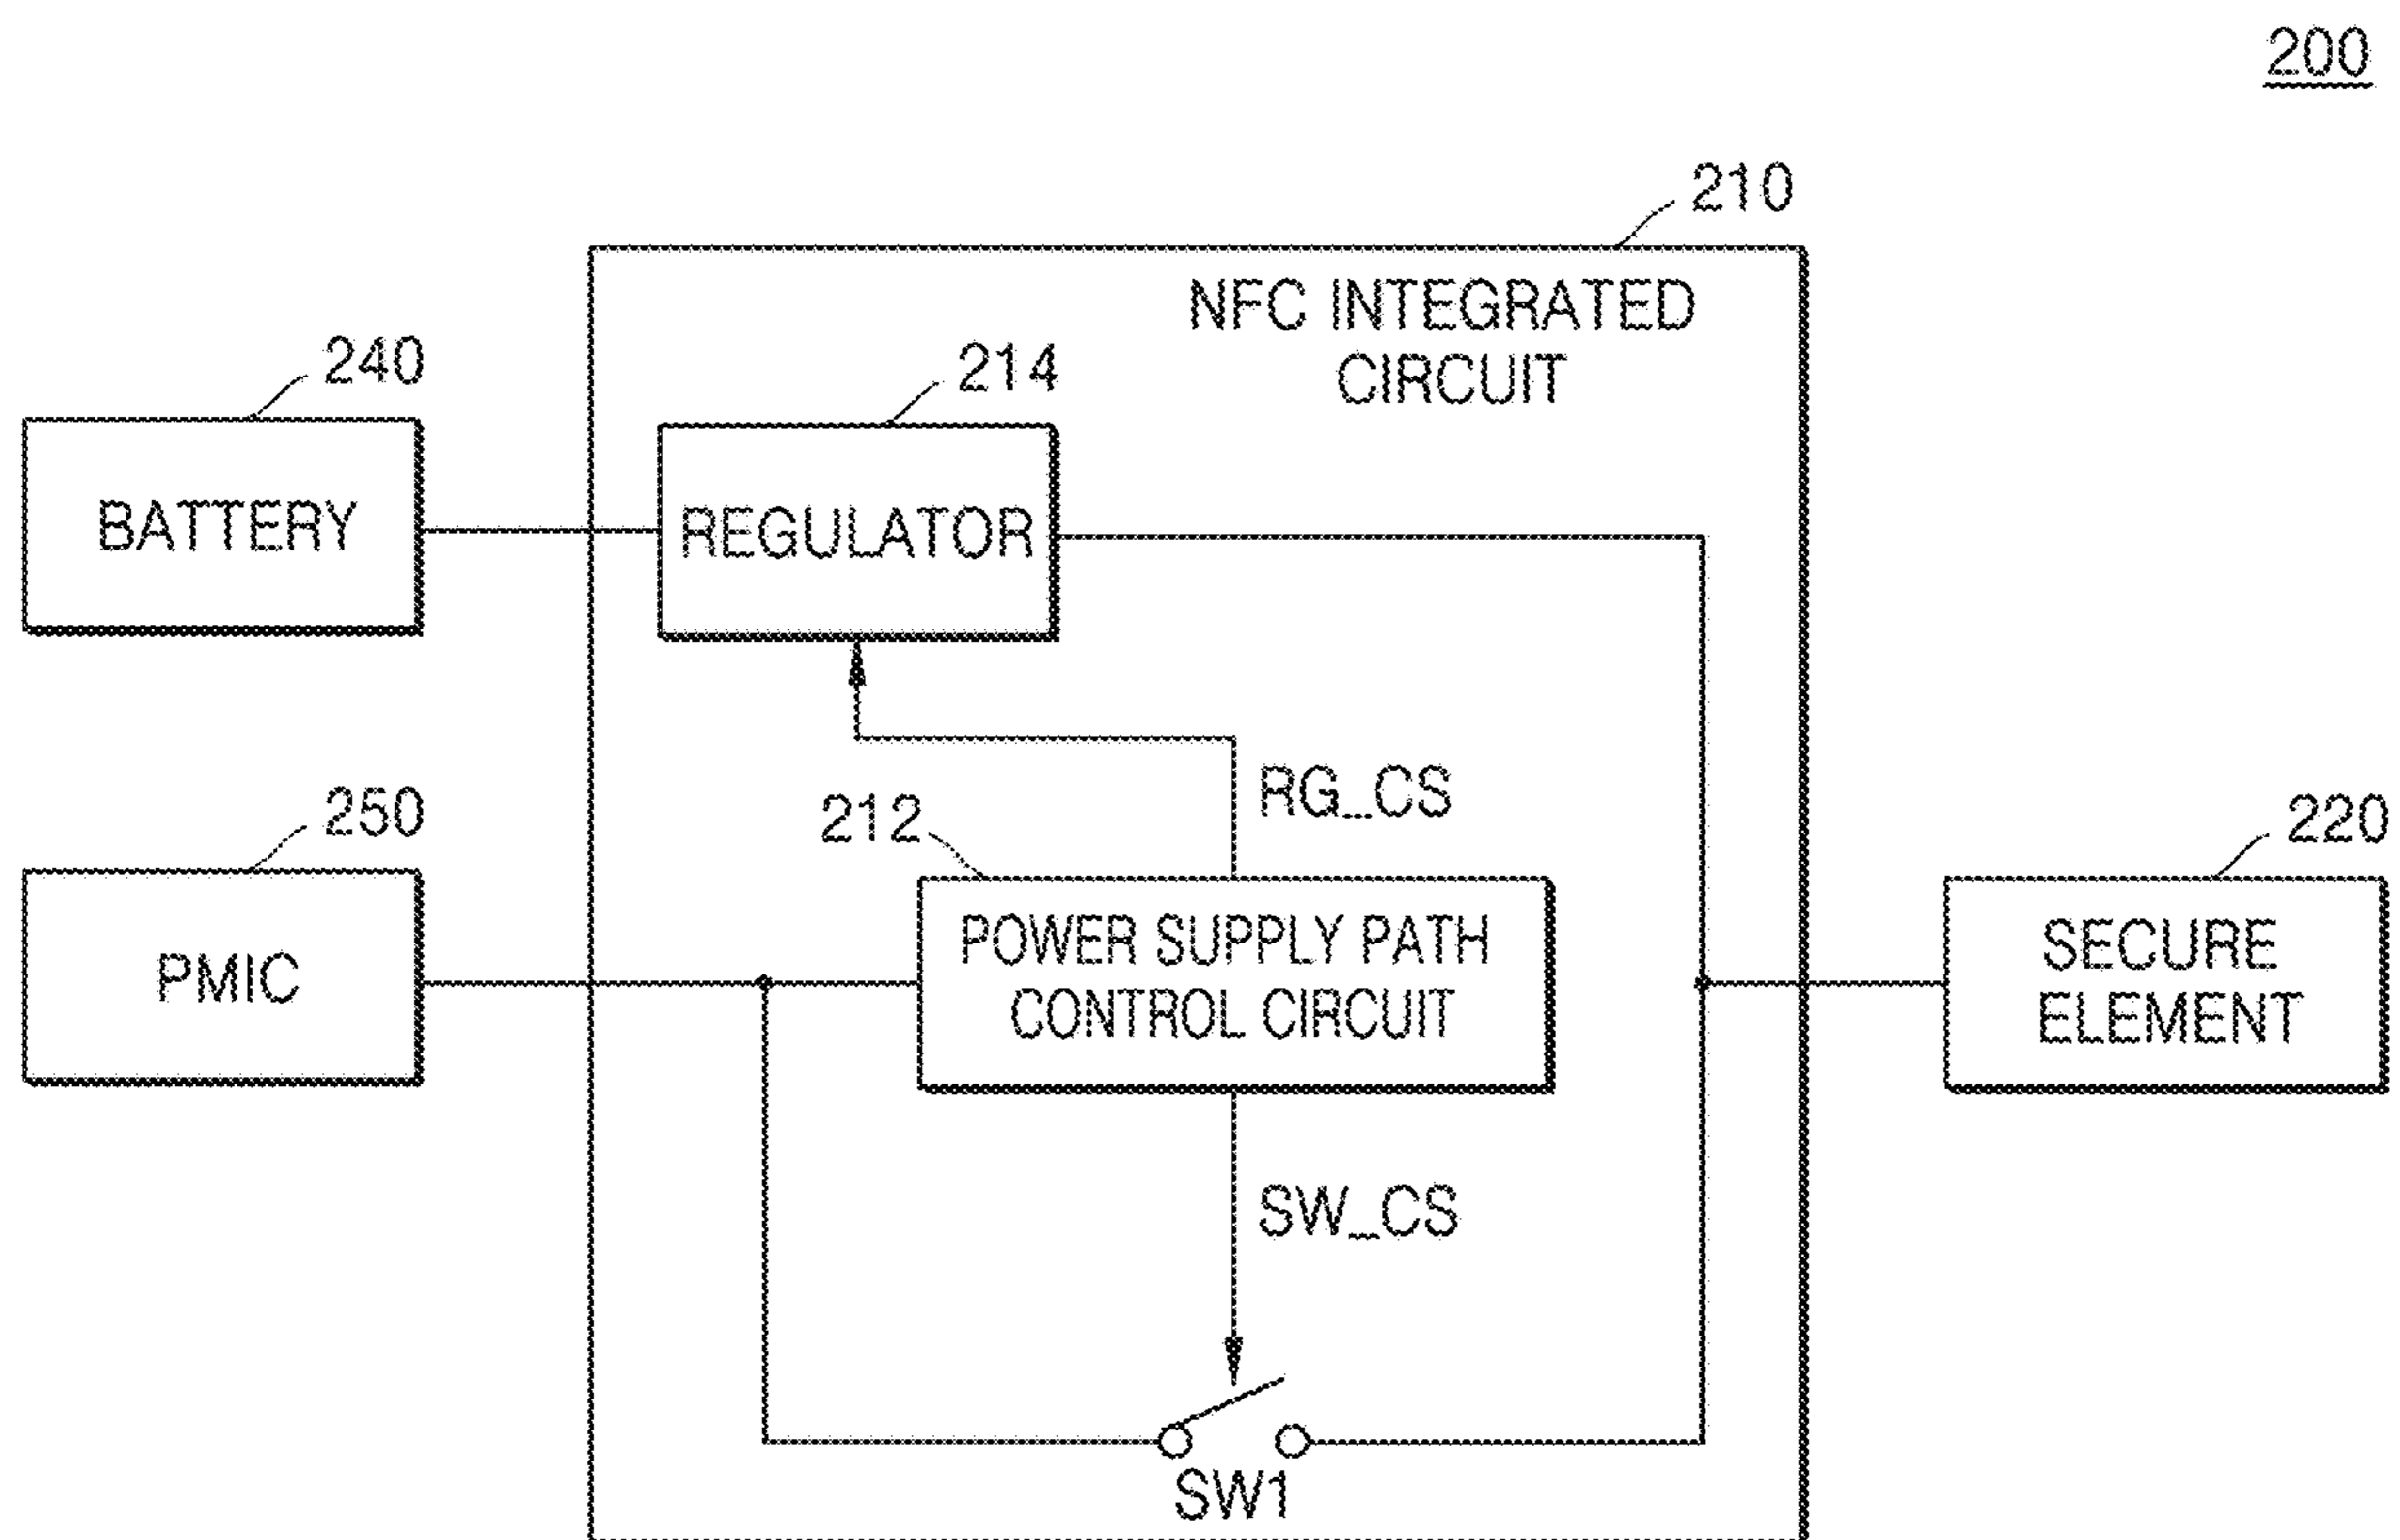 200
210
NFC INTEGRATED
CIRCUIT
240
214
BATTERY
REGULATOR
RG_CS
250
212
220
PMIC
POWER SUPPLY PATH
CONTROL CIRCUIT
SECURE
ELEMENT
SW_CS
SW1